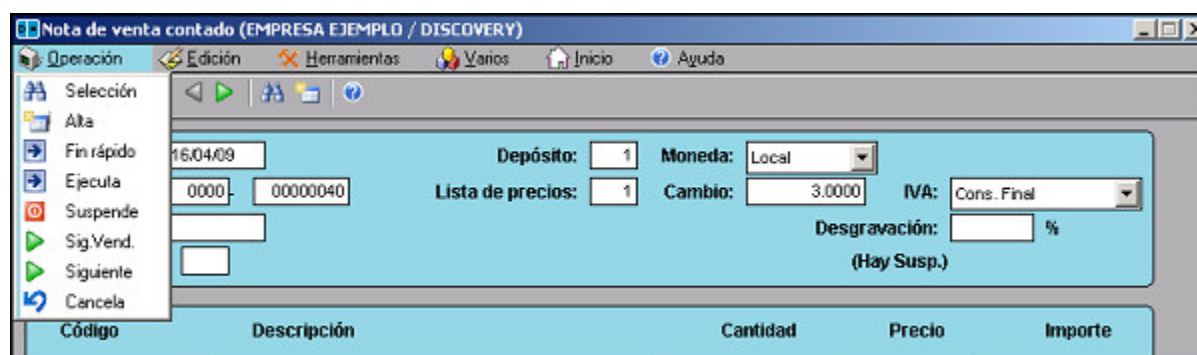 Nota de venta contado (EMPRESA EJEMPLO / DISCOVERY)
Operación Edición Herramientas Varios Inicio Ayuda
Selección
Alta
Fin rápido 16/04/09 Depósito: 1 Moneda: Local
Ejecuta 0000- 00000040 Lista de precios: 1 Cambio: 3.0000 IVA: Cons. Final
Suspende Desgravación: %
Sig.Vend. (Hay Susp.)
Siguiente
Cancela
Código Descripción Cantidad Precio Importe